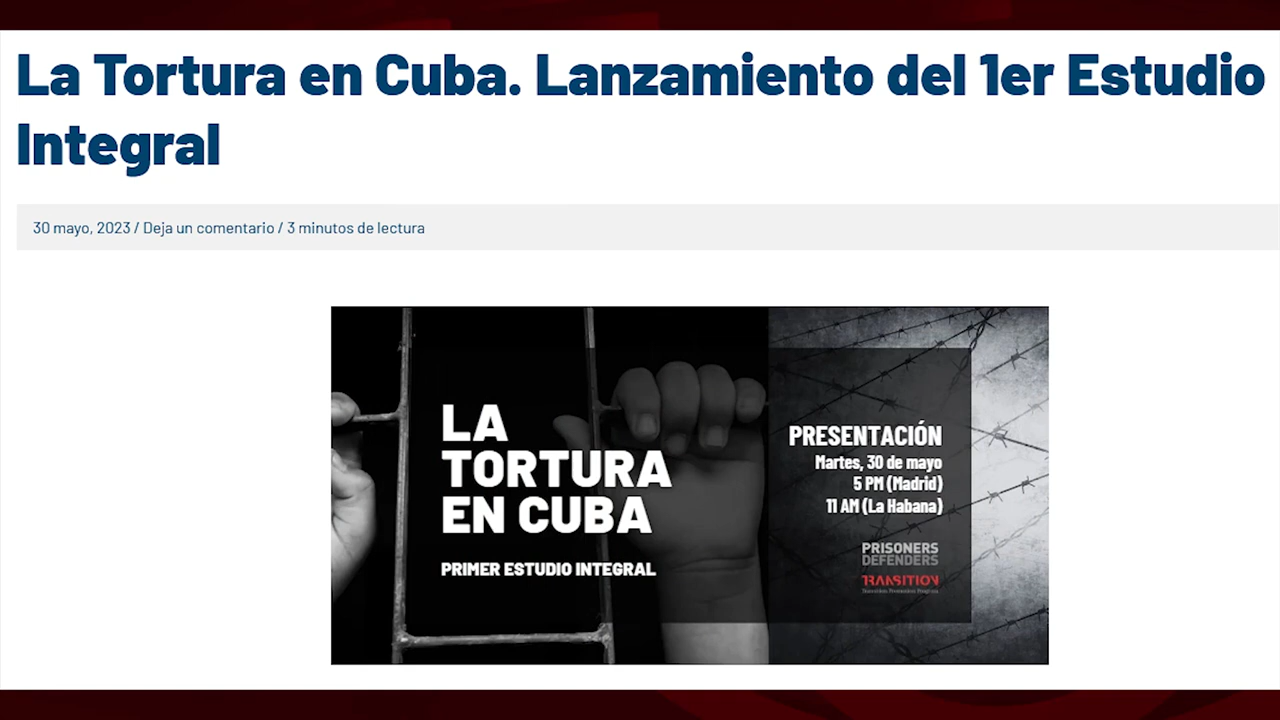 La Tortura en Cuba. Lanzamiento del 1er Estudio
Integral
30 mayo, 2023 / Deja un comentario / 3 minutos de lectura
LA
TORTURA
EN CUBA
PRIMER ESTUDIO INTEGRAL
PRESENTACIÓN
Martes, 30 de mayo
5 PM (Madrid)
11 AM (La Habana)
PRISONERS
DEFENDERS
TRANSITION